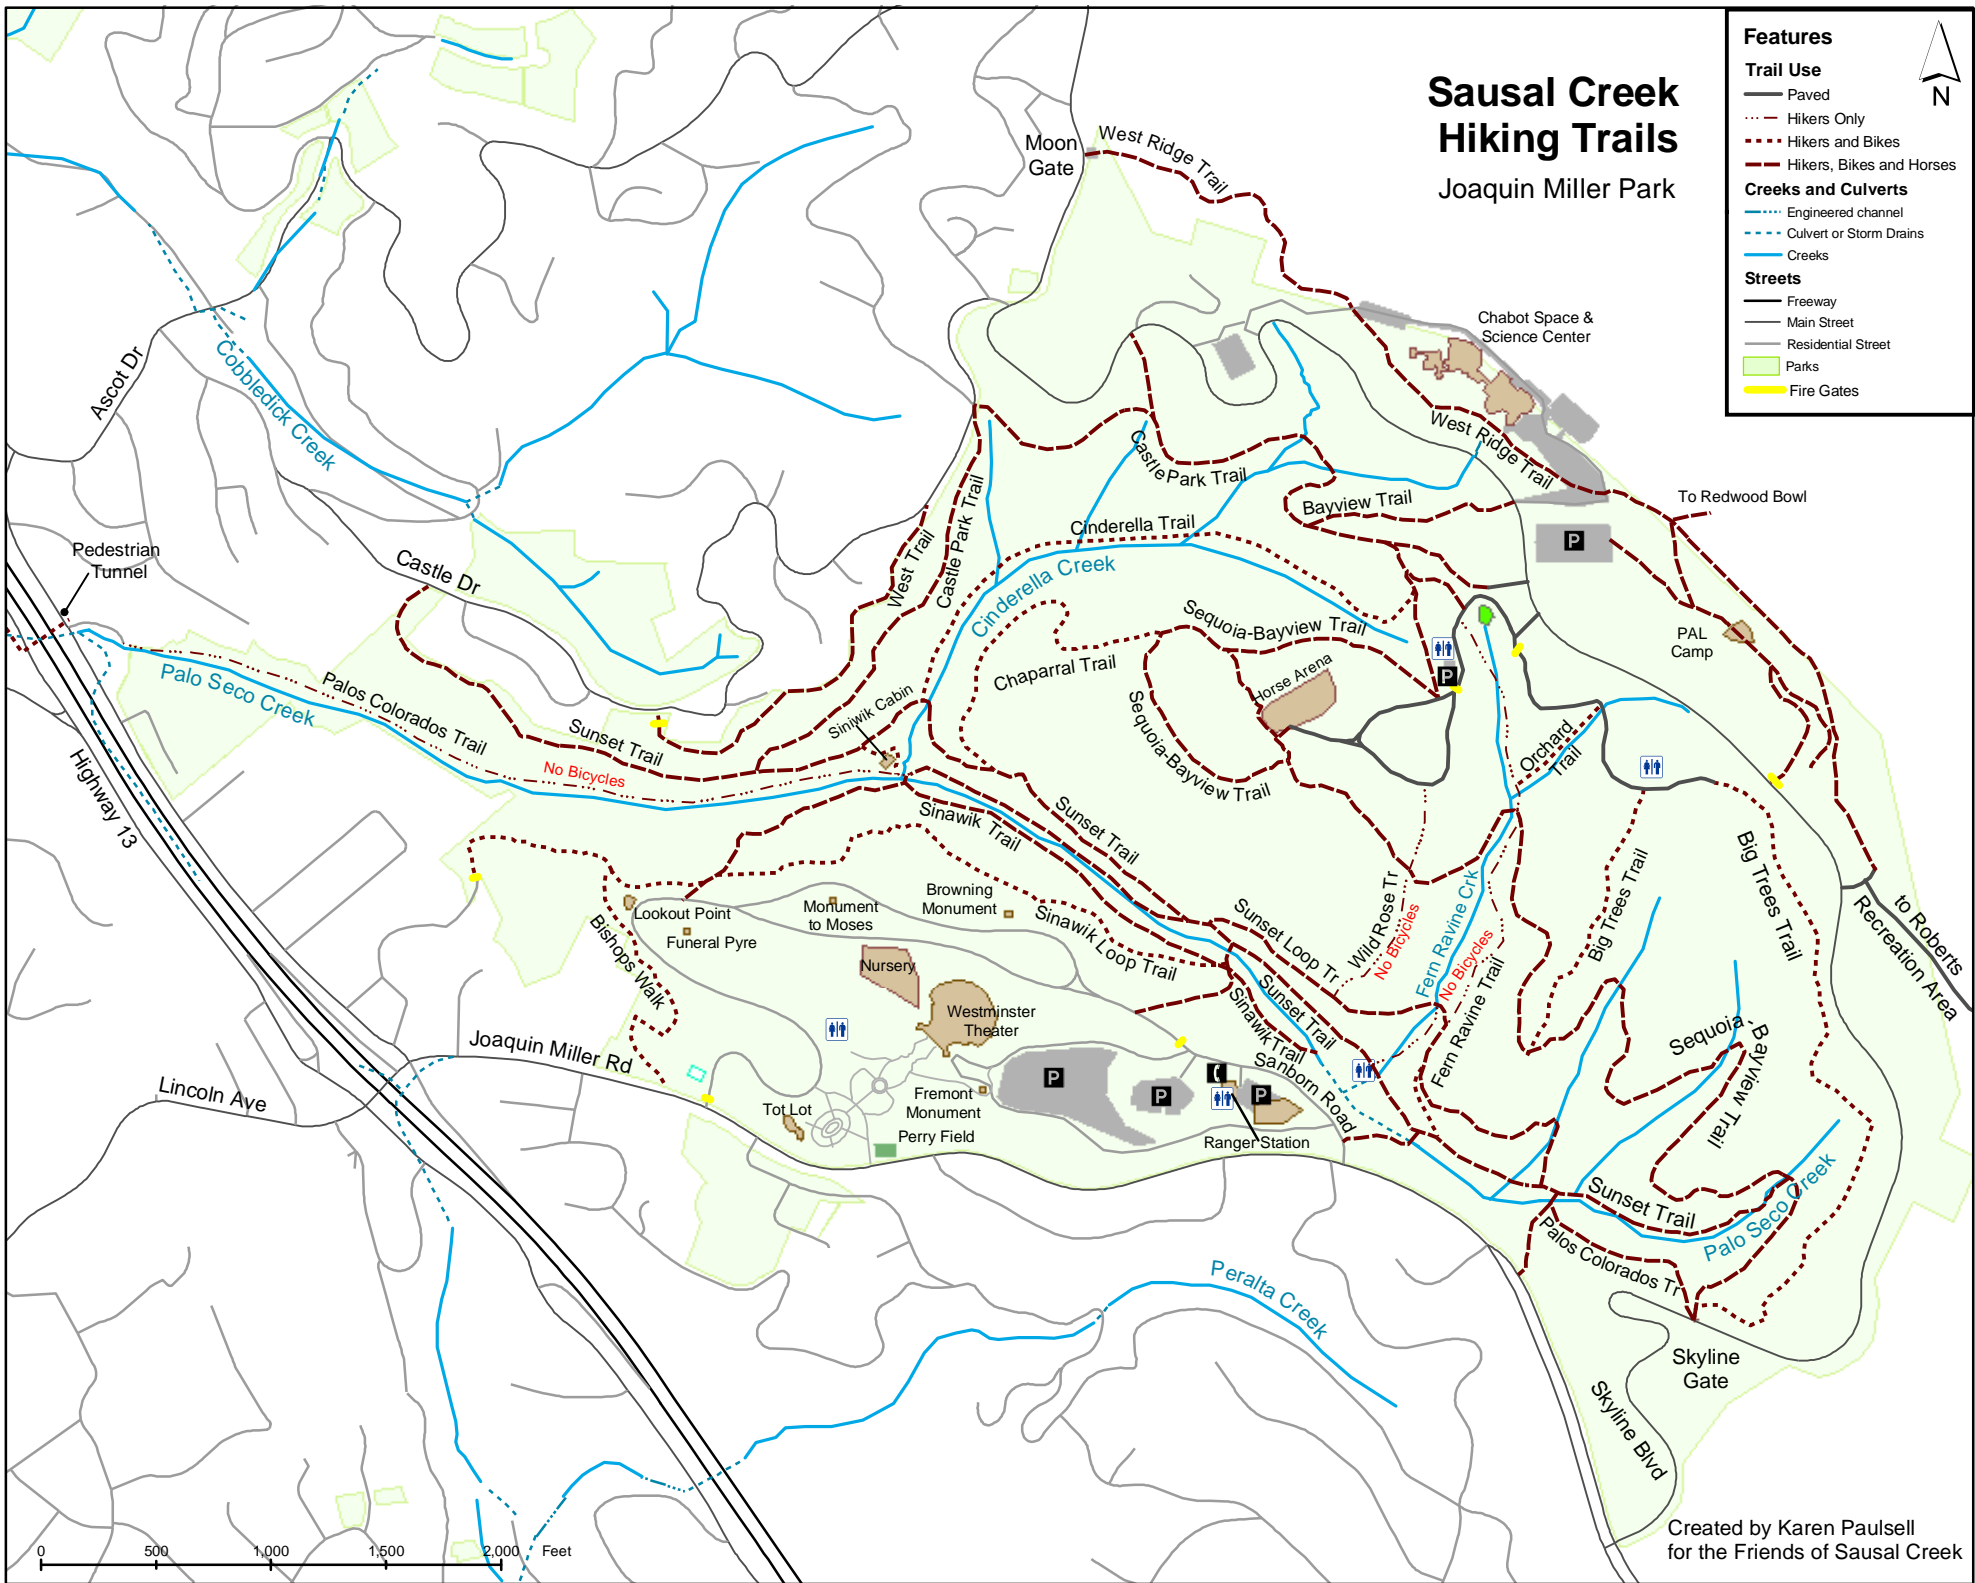 Sausal Creek
Hiking Trails
Joaquin Miller Park
Features
N
Trail Use
Paved
Hikers Only
Hikers and Bikes
Hikers, Bikes and Horses
Creeks and Culverts
Engineered channel
Culvert or Storm Drains
Creeks
Streets
Freeway
Main Street
Residential Street
Parks
Fire Gates
Moon
Gate
West Ridge Trail
Chabot Space &
Science Center
Ascot Dr
Cobbledick Creek
Castle Park Trail
West Ridge Trail
Bayview Trail
To Redwood Bowl
Cinderella Trail
P
Pedestrian
Tunnel
Castle Dr
West Trail
Castle Park Trail
Cinderella Creek
Sequoia-Bayview Trail
PAL
Camp
Chaparral Trail
Horse Arena
P
Palo Seco Creek
Palos Colorados Trail
Siniwik Cabin
Sequoia-Bayview Trail
Sunset Trail
No Bicycles
Orchard
Trail
Highway 13
Sinawik Trail
Sunset Trail
Big Trees Trail
Big Trees Trail
Browning
Monument
Lookout Point
Monument
to Moses
Funeral Pyre
Bishops Walk
Sinawik Loop Trail
Sunset Loop Tr
Wild Rose Tr
No Bicycles
Fern Ravine Crk
No Bicycles
Fern Ravine Trail
to Roberts
Recreation Area
Nursery
Westminster
Theater
Sinawik Trail
Sunset Trail
Sequoia -
Bayview Trail
Joaquin Miller Rd
Sanborn Road
Lincoln Ave
P
P
P
Fremont
Monument
Tot Lot
Perry Field
Ranger Station
Sunset Trail
Palo Seco Creek
Palos Colorados Tr
Peralta Creek
Skyline
Gate
Skyline Blvd
Created by Karen Paulsell
for the Friends of Sausal Creek
0 500 1,000 1,500 2,000 Feet